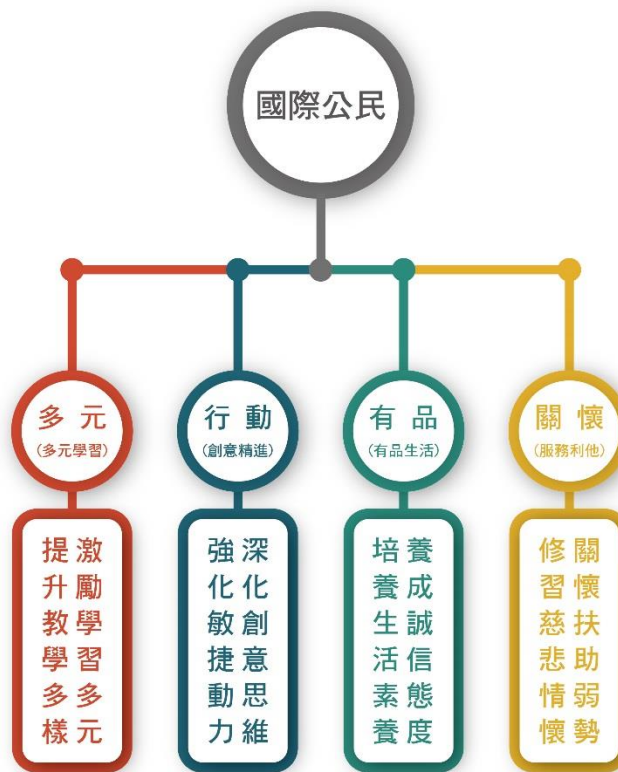 國際公民
多元
(多元學習)
激勵學習多元
提升教學多樣
行動
(創意精進)
深化創意思維
強化敏捷動力
有品
(有品生活)
養成誠信態度
培養生活素養
關懷
(服務利他)
關懷扶助弱勢
修習慈悲情懷